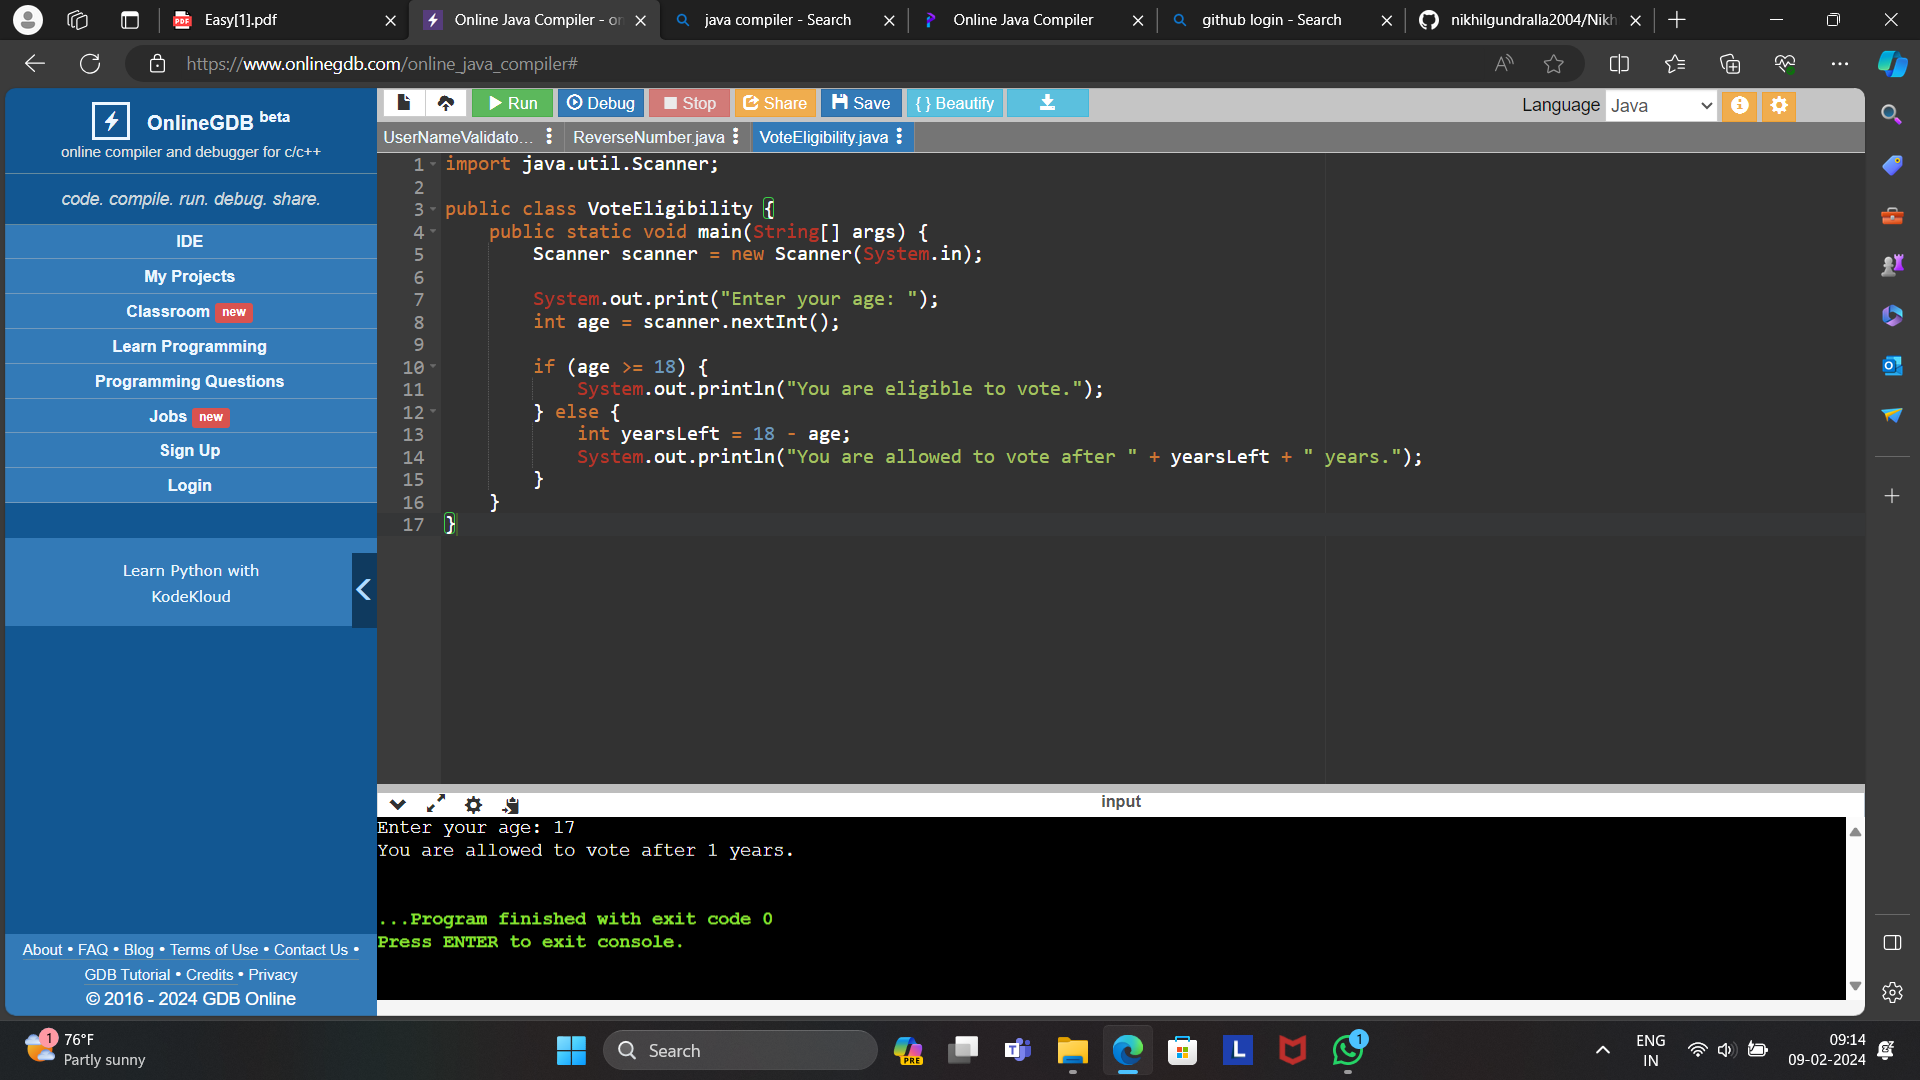 Easy[1].pdf
Online Java Compiler - on
java compiler - Search
Online Java Compiler
github login - Search
nikhilgundralla2004/Nikh
https://www.onlinegdb.com/online_java_compiler#
OnlineGDB beta
online compiler and debugger for c/c++
code. compile. run. debug. share.
IDE
My Projects
Classroom new
Learn Programming
Programming Questions
Jobs new
Sign Up
Login
Learn Python with
KodeKloud
About • FAQ • Blog • Terms of Use • Contact Us •
GDB Tutorial • Credits • Privacy
© 2016 - 2024 GDB Online
Run Debug Stop Share Save { } Beautify
Language Java
UserNameValidato... ReverseNumber.java VoteEligibility.java
1 import java.util.Scanner;
2
3 public class VoteEligibility {
4 public static void main(String[] args) {
5 Scanner scanner = new Scanner(System.in);
6
7 System.out.print("Enter your age: ");
8 int age = scanner.nextInt();
9
10 if (age >= 18) {
11 System.out.println("You are eligible to vote.");
12 } else {
13 int yearsLeft = 18 - age;
14 System.out.println("You are allowed to vote after " + yearsLeft + " years.");
15 }
16 }
17 }
input
Enter your age: 17
You are allowed to vote after 1 years.
...Program finished with exit code 0
Press ENTER to exit console.
1
76°F
Partly sunny
Search
PRE
L
1
ENG
IN
09:14
09-02-2024